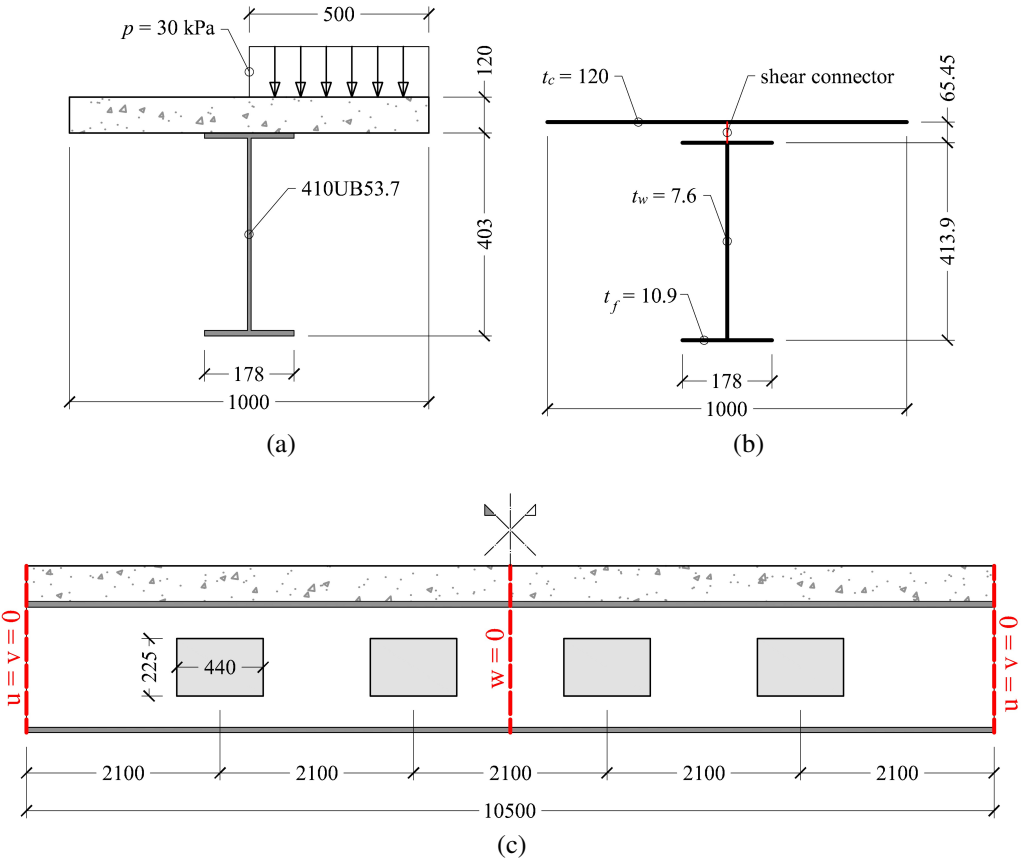 500
p = 30 kPa
120
410UB53.7
403
178
1000
(a)
65.45
t_c = 120
shear connector
t_w = 7.6
413.9
t_f = 10.9
178
1000
(b)
u = v = 0
225
440
w = 0
u = v = 0
2100 2100 2100 2100 2100
10500
(c)